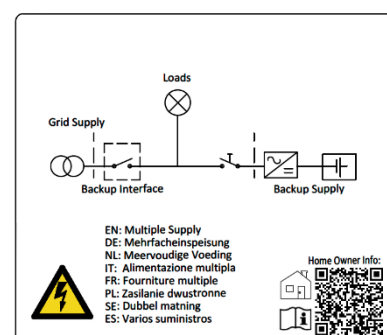 Loads
Grid Supply
Backup Interface
Backup Supply
EN: Multiple Supply
DE: Mehrfacheinspeisung
NL: Meervoudige Voeding
IT: Alimentazione multipla
FR: Fourniture multiple
PL: Zasilanie dwustronne
SE: Dubbel matning
ES: Varios suministros
Home Owner Info: